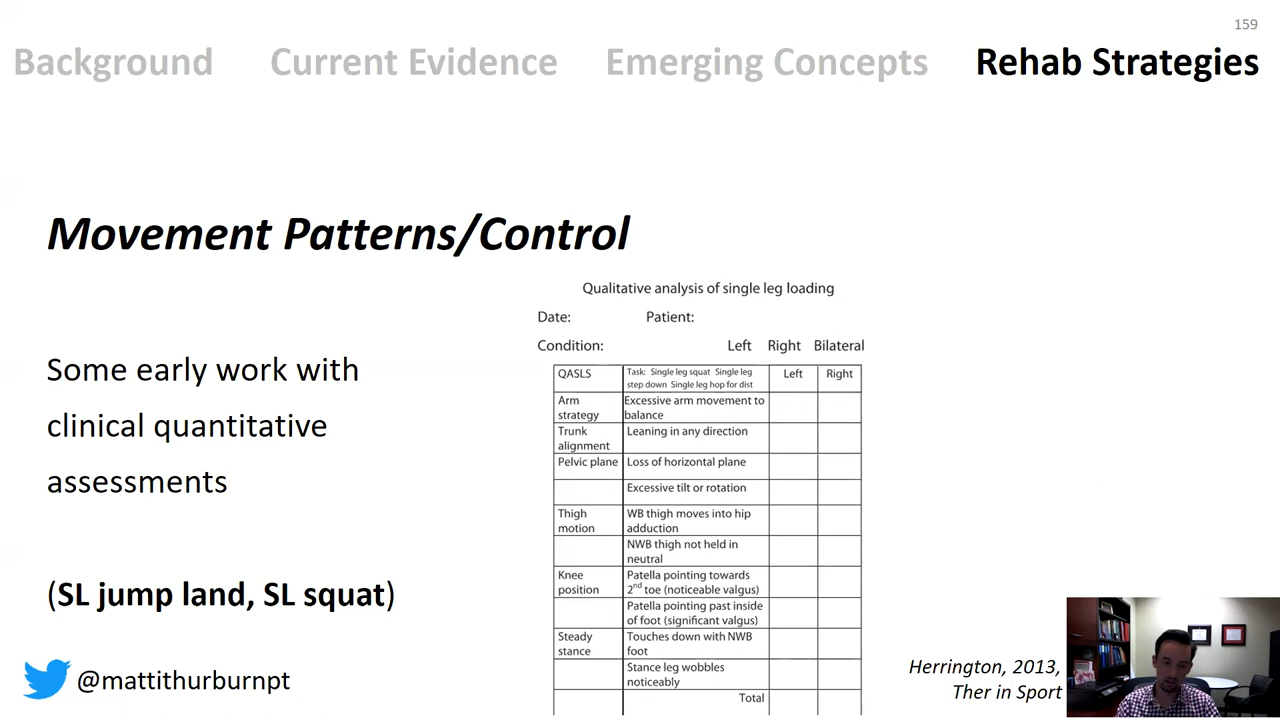 159
Background Current Evidence Emerging Concepts Rehab Strategies
Movement Patterns/Control
Some early work with
clinical quantitative
assessments
(SL jump land, SL squat)
@mattithurburnpt
Qualitative analysis of single leg loading
Date: Patient:
Condition: Left Right Bilateral
QASLS Task: Single leg squat Single leg Left Right
step down Single leg hop for dist
Arm Excessive arm movement to
strategy balance
Trunk Leaning in any direction
alignment
Pelvic plane Loss of horizontal plane
Excessive tilt or rotation
Thigh WB thigh moves into hip
motion adduction
NWB thigh not held in
neutral
Knee Patella pointing towards
position 2nd toe (noticeable valgus)
Patella pointing past inside
of foot (significant valgus)
Steady Touches down with NWB
stance foot
Stance leg wobbles
noticeably
Total
Herrington, 2013,
Ther in Sport